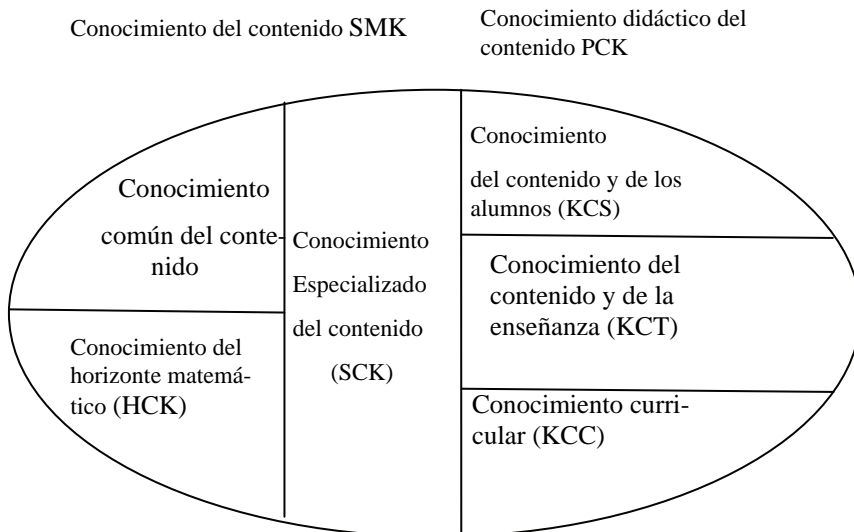 Conocimiento del contenido SMK
Conocimiento didáctico del
contenido PCK
Conocimiento
común del conte-
nido
Conocimiento del
horizonte matemá-
tico (HCK)
Conocimiento
Especializado
del contenido
(SCK)
Conocimiento
del contenido y de los
alumnos (KCS)
Conocimiento del
contenido y de la
enseñanza (KCT)
Conocimiento curri-
cular (KCC)